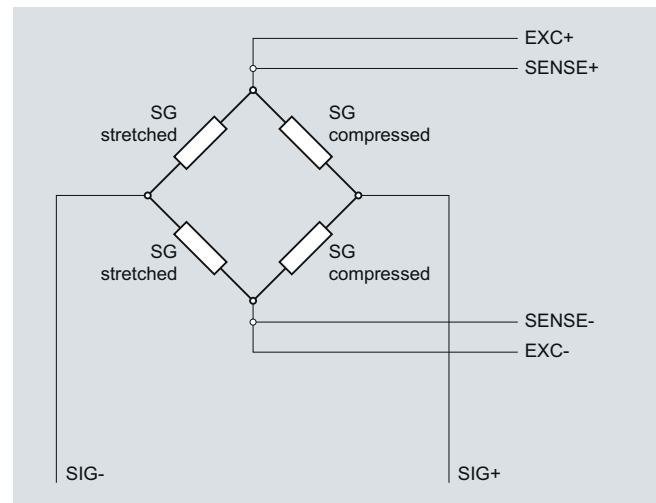 EXC+
SENSE+
SG
stretched
SG
compressed
SG
stretched
SG
compressed
SENSE-
EXC-
SIG-
SIG+